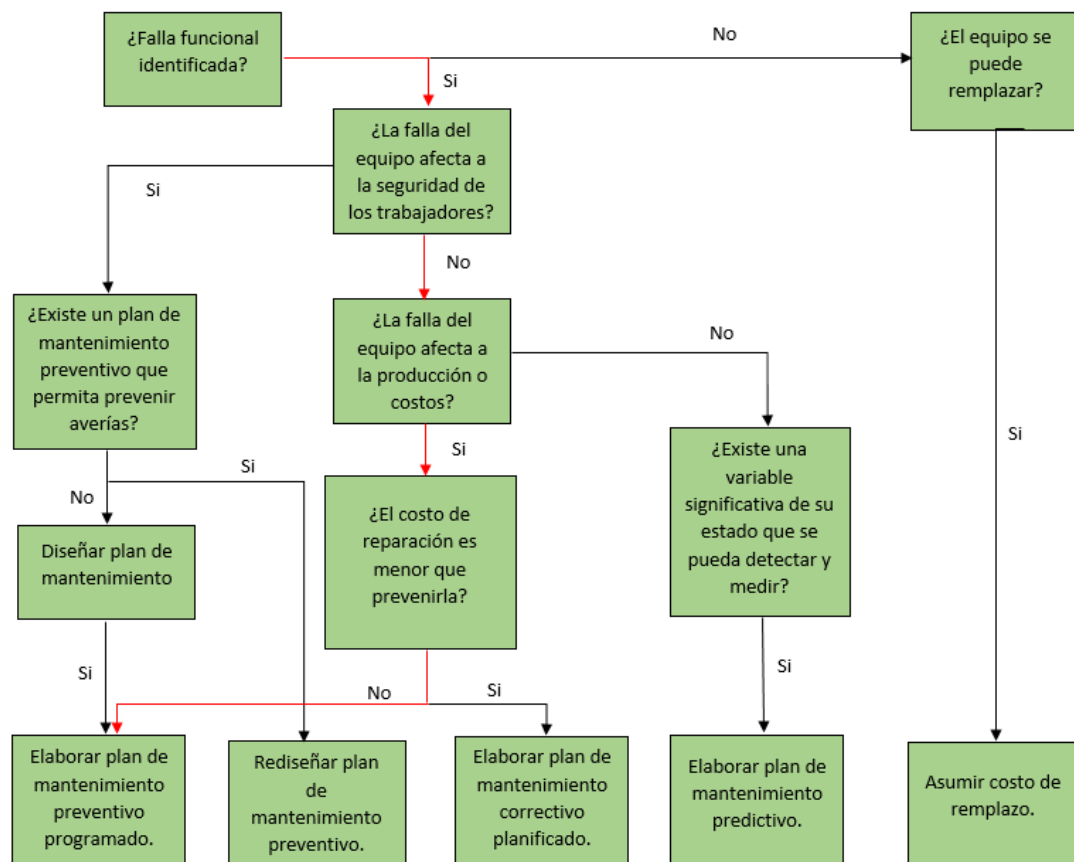 ¿Falla funcional
identificada?
No
¿El equipo se
puede
remplazar?
Si
¿La falla del
equipo afecta a
la seguridad de
los trabajadores?
Si
No
¿Existe un plan de
mantenimiento
preventivo que
permita prevenir
averías?
¿La falla del
equipo afecta a
la producción o
costos?
No
Si
Si
Si
No
¿Existe una
variable
significativa de su
estado que se
pueda detectar y
medir?
Diseñar plan de
mantenimiento
¿El costo de
reparación es
menor que
prevenirla?
Si
No
Si
Si
Elaborar plan de
mantenimiento
preventivo
programado.
Rediseñar plan
de
mantenimiento
preventivo.
Elaborar plan de
mantenimiento
correctivo
planificado.
Elaborar plan de
mantenimiento
predictivo.
Asumir costo de
remplazo.